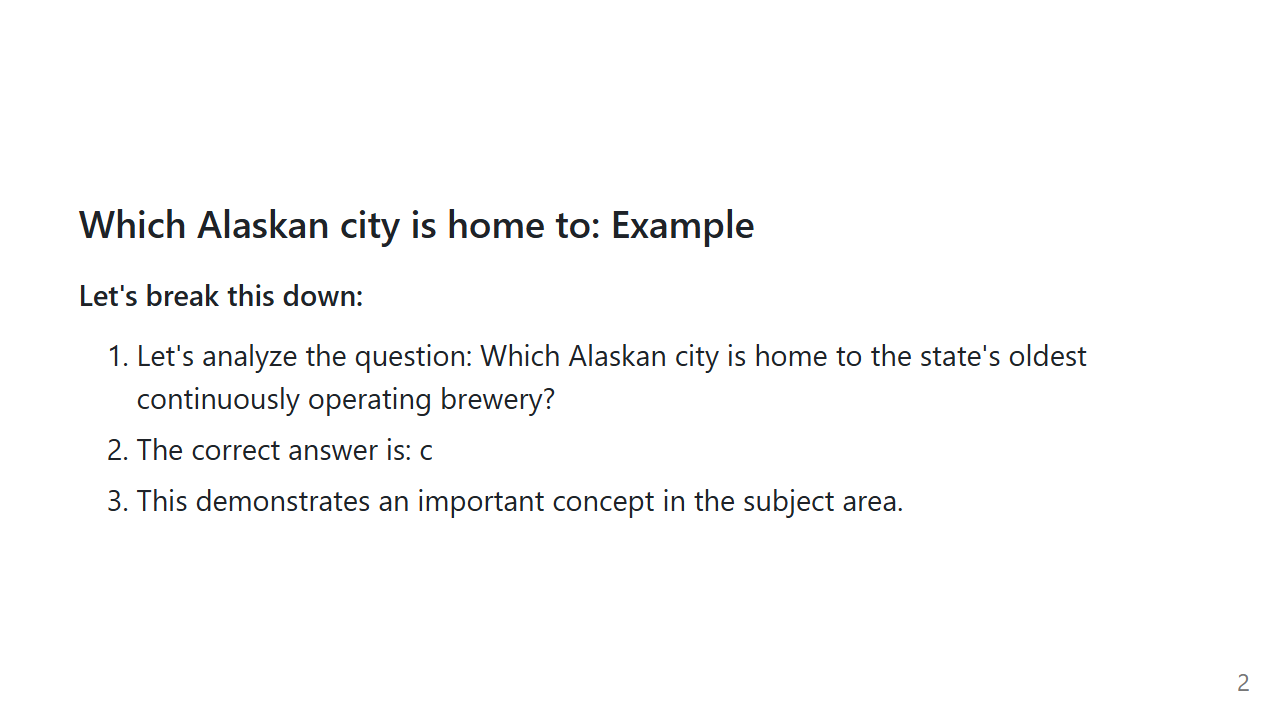 Which Alaskan city is home to: Example
Let's break this down:
1. Let's analyze the question: Which Alaskan city is home to the state's oldest
continuously operating brewery?
2. The correct answer is: c
3. This demonstrates an important concept in the subject area.
2